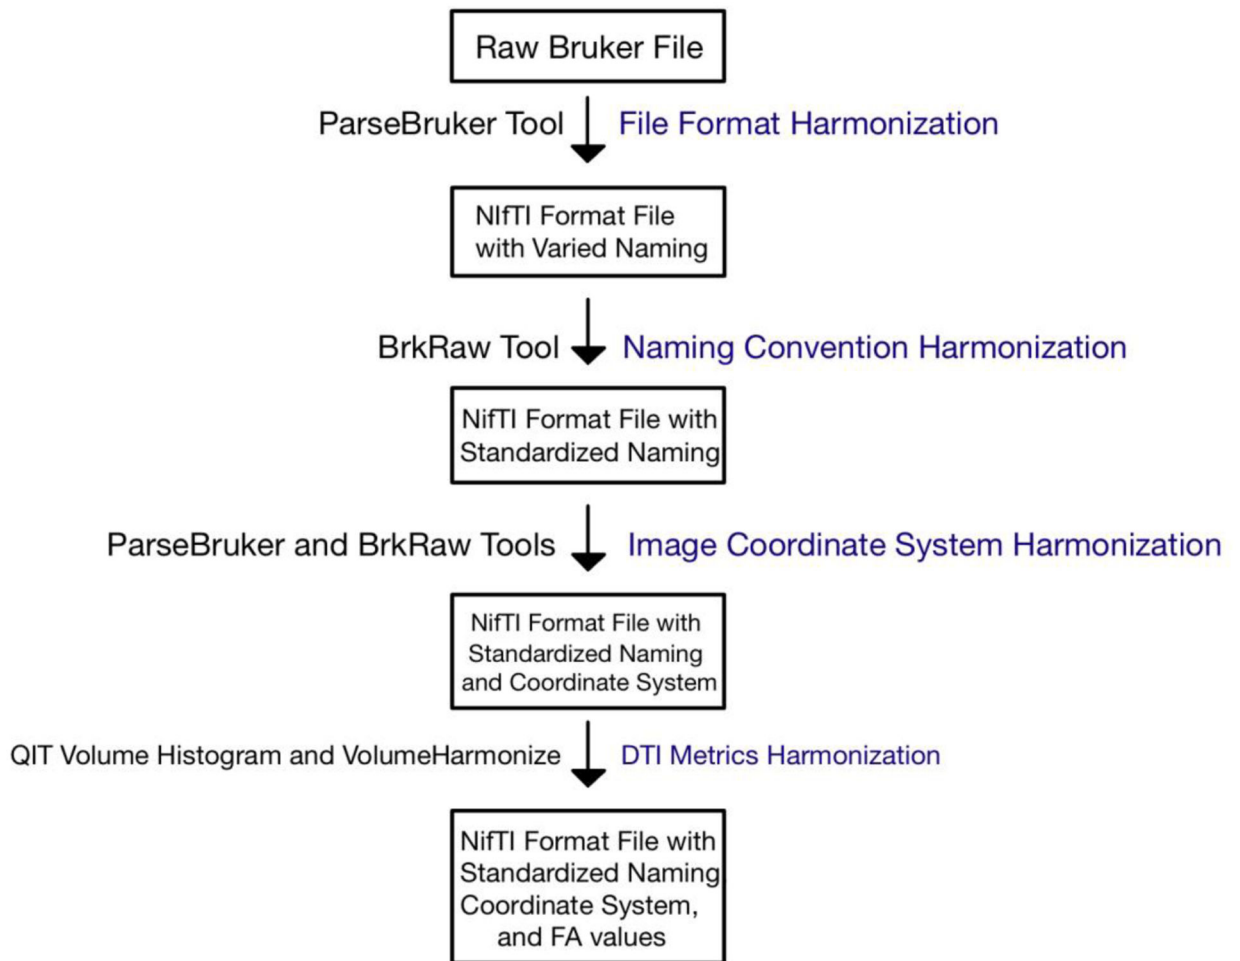 Raw Bruker File
ParseBruker Tool
File Format Harmonization
NIfTI Format File
with Varied Naming
BrkRaw Tool
Naming Convention Harmonization
NifTI Format File with
Standardized Naming
ParseBruker and BrkRaw Tools
Image Coordinate System Harmonization
NifTI Format File with
Standardized Naming
and Coordinate System
QIT Volume Histogram and VolumeHarmonize
DTI Metrics Harmonization
NifTI Format File with
Standardized Naming
Coordinate System,
and FA values